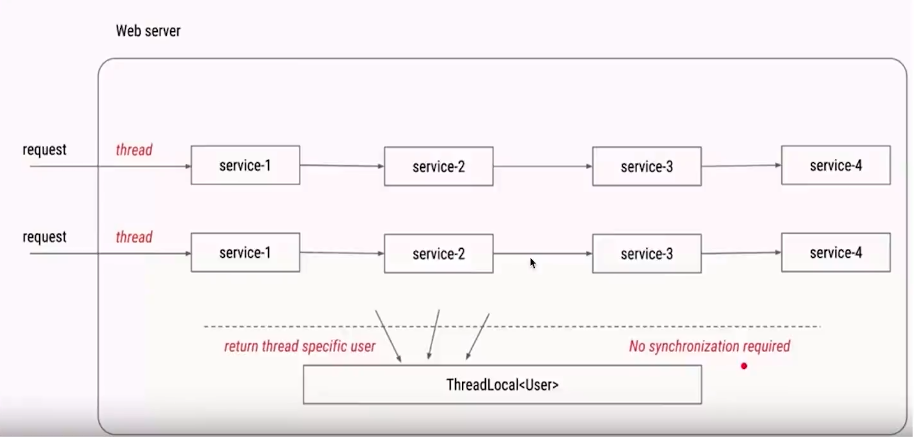 Web server
request thread service-1 service-2 service-3 service-4
request thread service-1 service-2 service-3 service-4
return thread specific user No synchronization required
ThreadLocal<User>